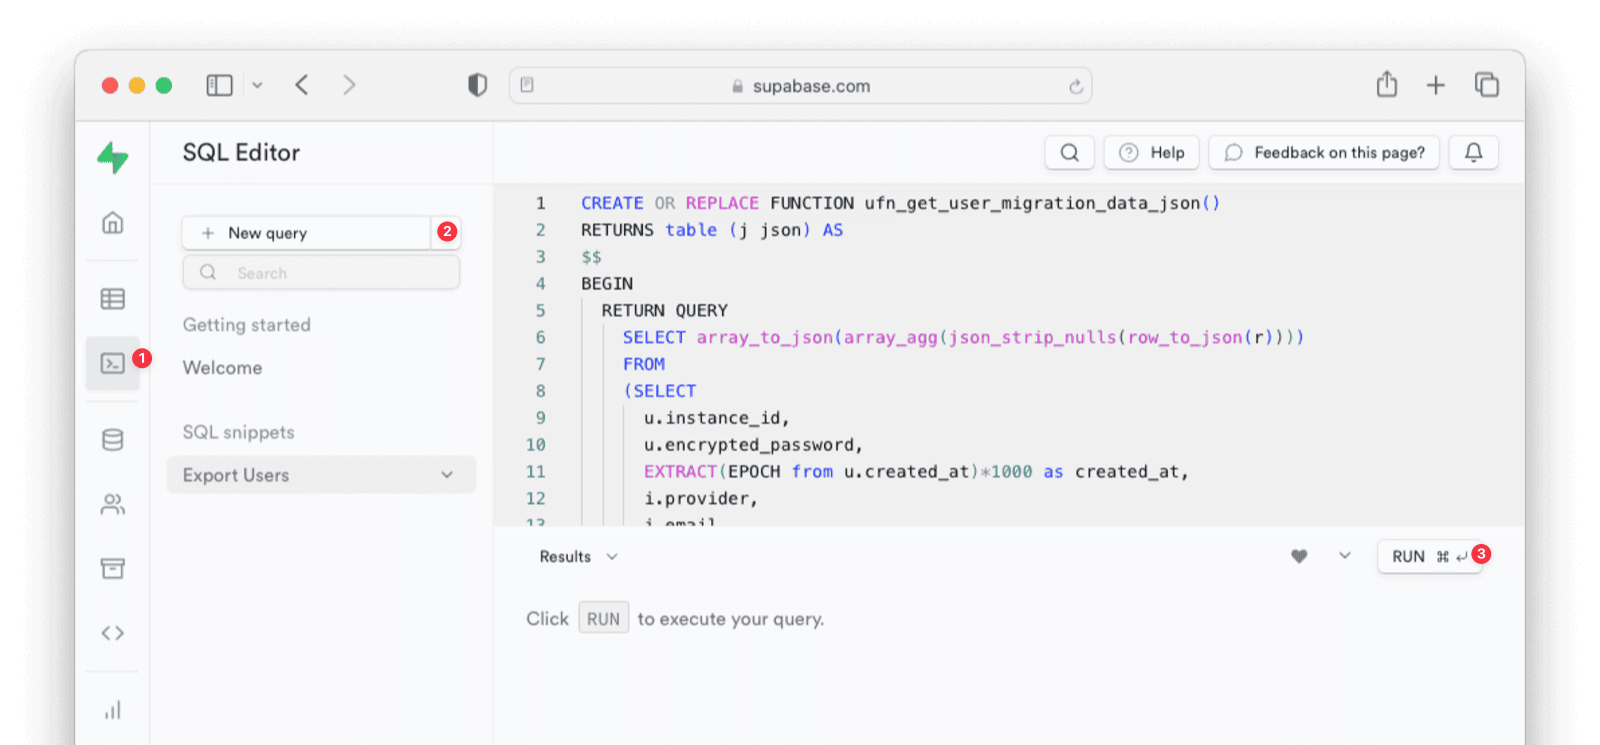 supabase.com
SQL Editor
Help
Feedback on this page?
+ New query
2
Search
Getting started
1
Welcome
SQL snippets
Export Users
1 CREATE OR REPLACE FUNCTION ufn_get_user_migration_data_json()
2 RETURNS table (j json) AS
3 $$
4 BEGIN
5 RETURN QUERY
6 SELECT array_to_json(array_agg(json_strip_nulls(row_to_json(r))))
7 FROM
8 (SELECT
9 u.instance_id,
10 u.encrypted_password,
11 EXTRACT(EPOCH from u.created_at)*1000 as created_at,
12 i.provider,
13 i.email
Results
RUN ⌘ ↵
3
Click RUN to execute your query.